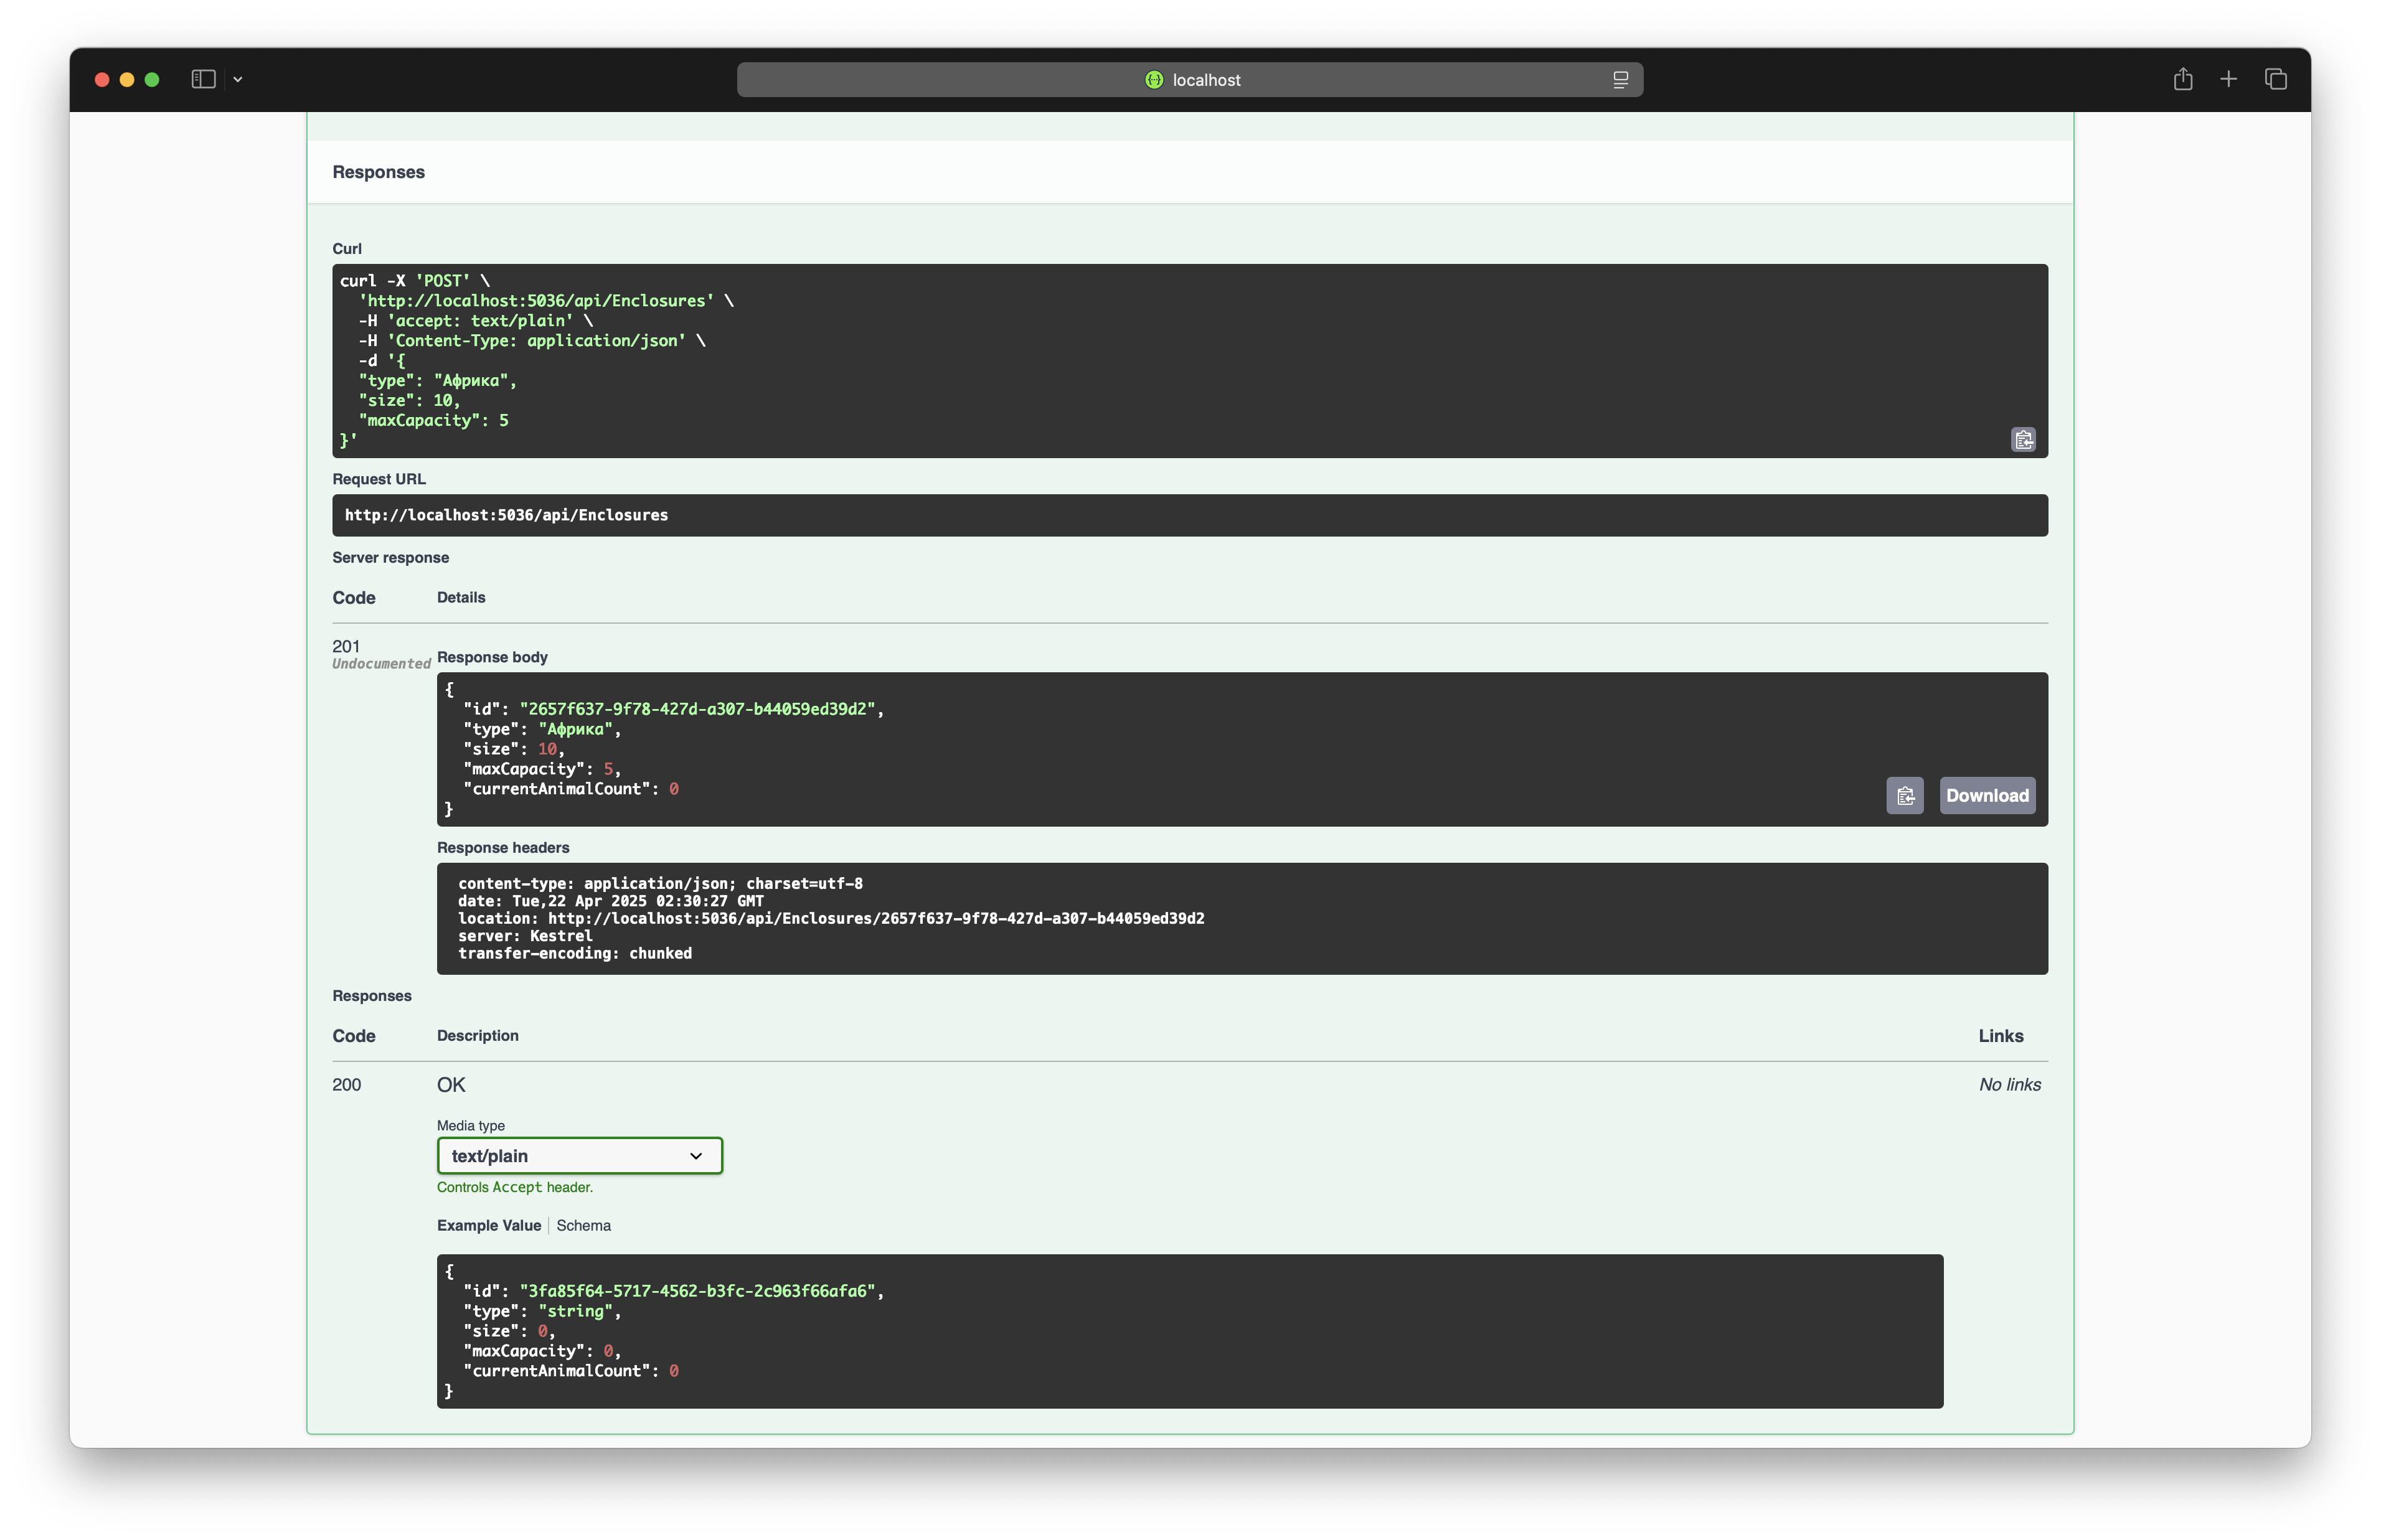 localhost
Responses
Curl
curl -X 'POST' \
  'http://localhost:5036/api/Enclosures' \
  -H 'accept: text/plain' \
  -H 'Content-Type: application/json' \
  -d '{
  "type": "Африка",
  "size": 10,
  "maxCapacity": 5
}'
Request URL
http://localhost:5036/api/Enclosures
Server response
Code Details
201
Undocumented
Response body
{
  "id": "2657f637-9f78-427d-a307-b44059ed39d2",
  "type": "Африка",
  "size": 10,
  "maxCapacity": 5,
  "currentAnimalCount": 0
}
Download
Response headers
content-type: application/json; charset=utf-8
date: Tue,22 Apr 2025 02:30:27 GMT
location: http://localhost:5036/api/Enclosures/2657f637-9f78-427d-a307-b44059ed39d2
server: Kestrel
transfer-encoding: chunked
Responses
Code Description Links
200 OK No links
Media type
text/plain
Controls Accept header.
Example Value Schema
{
  "id": "3fa85f64-5717-4562-b3fc-2c963f66afa6",
  "type": "string",
  "size": 0,
  "maxCapacity": 0,
  "currentAnimalCount": 0
}